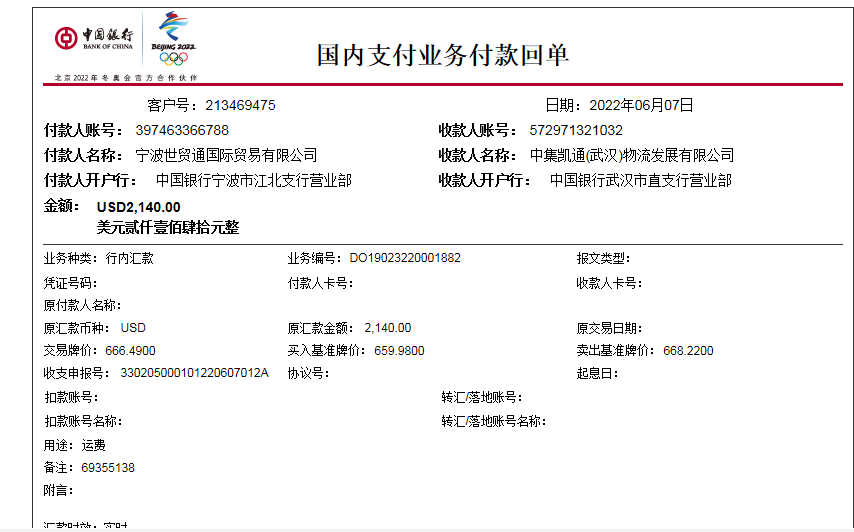 中国银行
BANK OF CHINA
BEIJING 2022
北京2022年冬奥会官方合作伙伴
国内支付业务付款回单
客户号：213469475 日期：2022年06月07日
付款人账号： 397463366788 收款人账号： 572971321032
付款人名称： 宁波世贸通国际贸易有限公司 收款人名称： 中集凯通(武汉)物流发展有限公司
付款人开户行： 中国银行宁波市江北支行营业部 收款人开户行： 中国银行武汉市直支行营业部
金额： USD2,140.00
美元贰仟壹佰肆拾元整
业务种类：行内汇款 业务编号：DO19023220001882 报文类型：
凭证号码： 付款人卡号： 收款人卡号：
原付款人名称：
原汇款币种： USD 原汇款金额： 2,140.00 原交易日期：
交易牌价：666.4900 买入基准牌价：659.9800 卖出基准牌价：668.2200
收支申报号： 330205000101220607012A 协议号： 起息日：
扣款账号： 转汇/落地账号：
扣款账号名称： 转汇/落地账号名称：
用途：运费
备注：69355138
附言：
汇款时效：实时